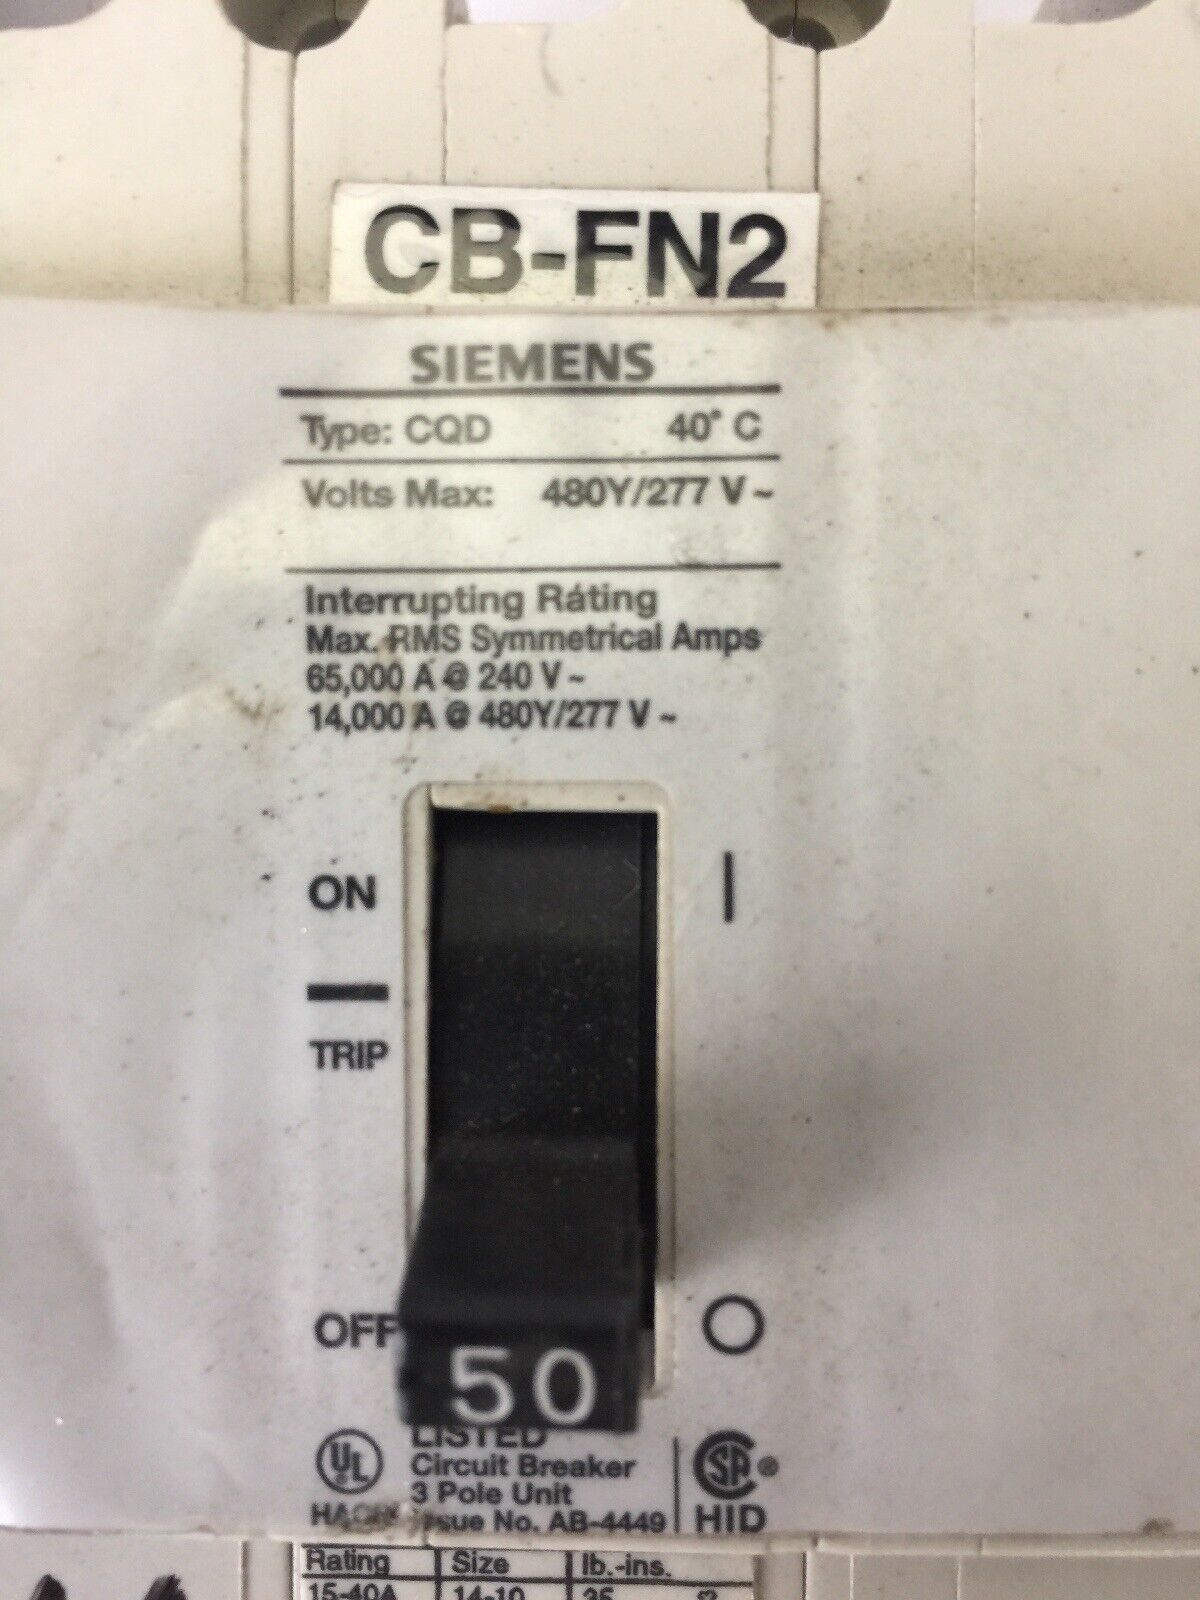 CB-FN2
SIEMENS
Type: CQD 40° C
Volts Max: 480Y/277 V~
Interrupting Rating
Max. RMS Symmetrical Amps
65,000 A @ 240 V~
14,000 A @ 480Y/277 V~
ON |
TRIP
OFF O
50
UL LISTED
Circuit Breaker
3 Pole Unit
Issue No. AB-4449
SA ®
HID
Rating Size lb.-ins.
15-40A 14-10 35